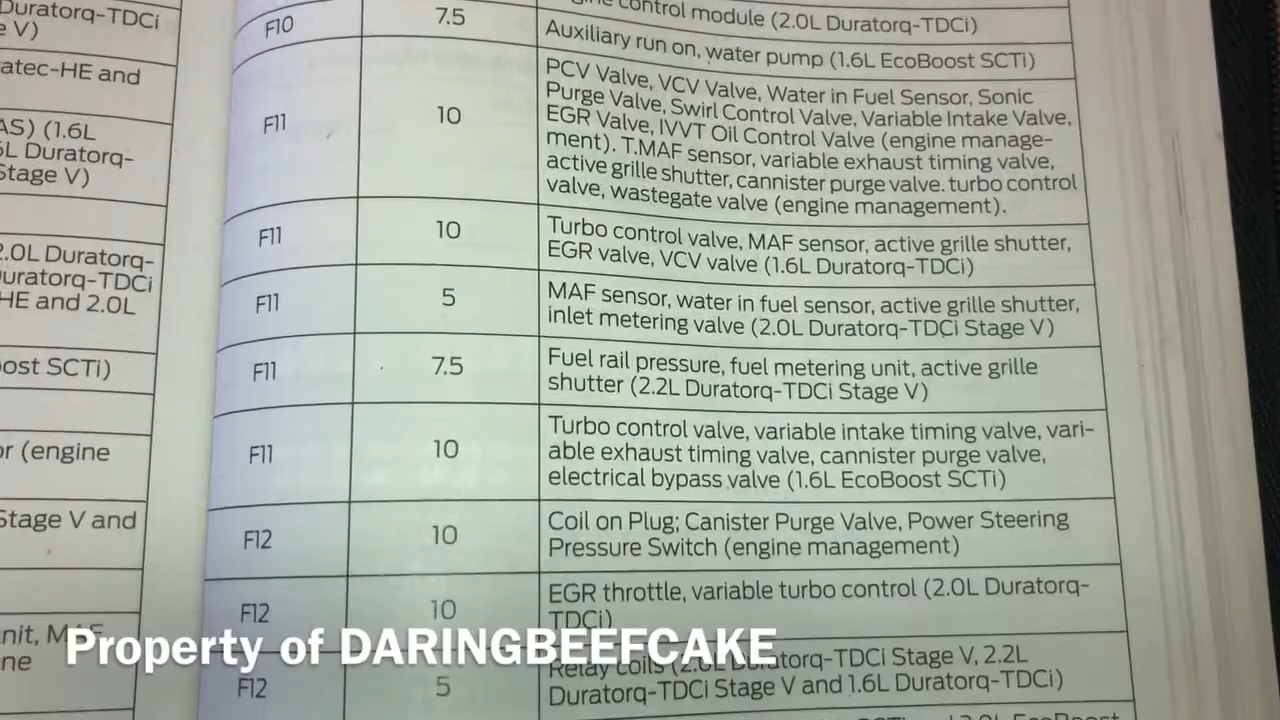 Duratorq-TDCi
e V)
atec-HE and
AS) (1.6L
6L Duratorq-
Stage V)
2.0L Duratorq-
uratorq-TDCi
HE and 2.0L
ost SCTi)
or (engine
Stage V and
nit, MAF
ne
control module (2.0L Duratorq-TDCi)
F10 7.5
Auxiliary run on, water pump (1.6L EcoBoost SCTi)
F11 10
PCV Valve, VCV Valve, Water in Fuel Sensor, Sonic
Purge Valve, Swirl Control Valve, Variable Intake Valve,
EGR Valve, IVVT Oil Control Valve (engine manage-
ment). T.MAF sensor, variable exhaust timing valve,
active grille shutter, cannister purge valve. turbo control
valve, wastegate valve (engine management).
F11 10
Turbo control valve, MAF sensor, active grille shutter,
EGR valve, VCV valve (1.6L Duratorq-TDCi)
F11 5
MAF sensor, water in fuel sensor, active grille shutter,
inlet metering valve (2.0L Duratorq-TDCi Stage V)
F11 7.5
Fuel rail pressure, fuel metering unit, active grille
shutter (2.2L Duratorq-TDCi Stage V)
F11 10
Turbo control valve, variable intake timing valve, vari-
able exhaust timing valve, cannister purge valve,
electrical bypass valve (1.6L EcoBoost SCTi)
F12 10
Coil on Plug; Canister Purge Valve, Power Steering
Pressure Switch (engine management)
F12 10
EGR throttle, variable turbo control (2.0L Duratorq-
TDCi)
F12 5
Relay coils (2.0L Duratorq-TDCi Stage V, 2.2L
Duratorq-TDCi Stage V and 1.6L Duratorq-TDCi)
Property of DARINGBEEFCAKE